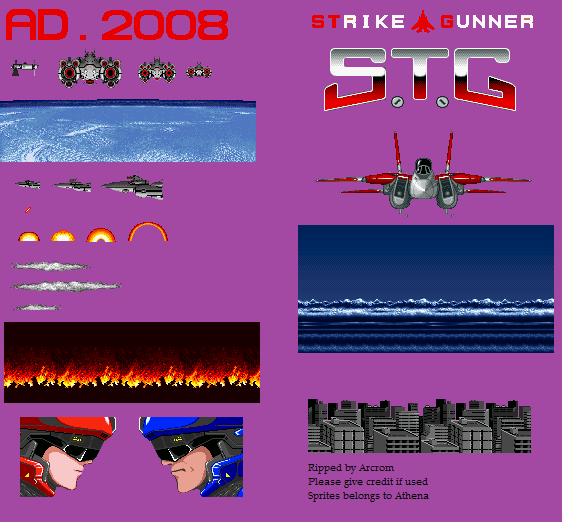 AD. 2008
STRIKE GUNNER
S.T.G
Ripped by Arcrom
Please give credit if used
Sprites belongs to Athena